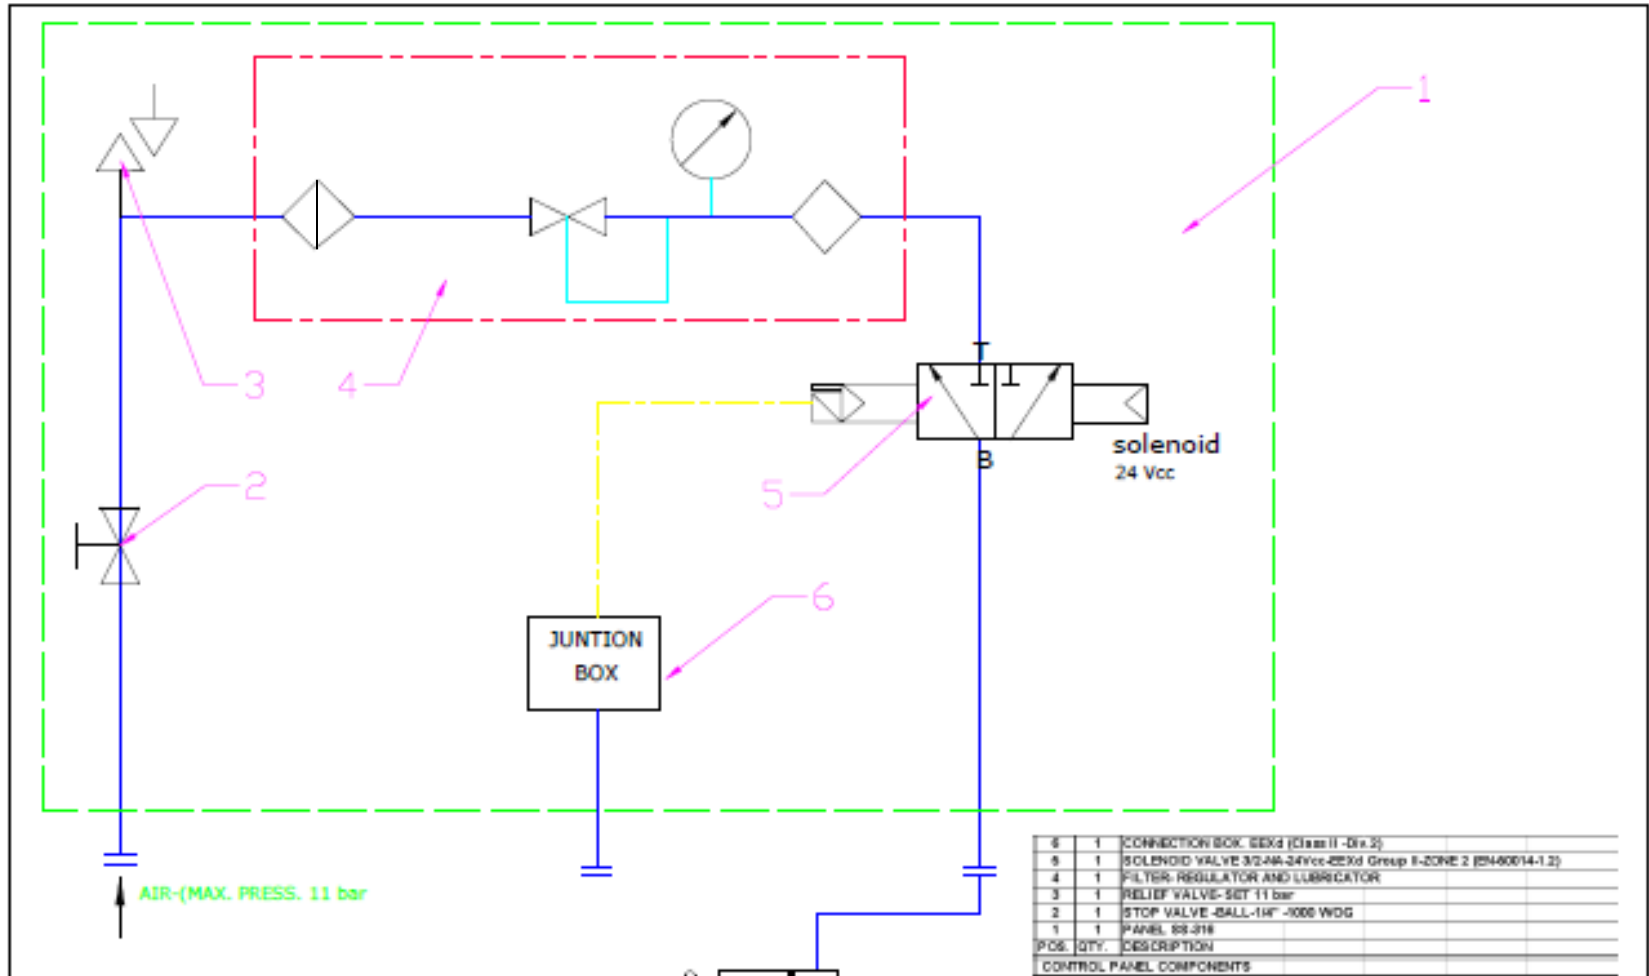 1
3
4
T
solenoid
24 Vcc
B
2
5
6
JUNTION
BOX
AIR-(MAX. PRESS. 11 bar
6 1 CONNECTION BOX. EEXd (Class II -Div.2)
5 1 SOLENOID VALVE 3/2-NA-24Vcc-EEXd Group II-ZONE 2 (EN-60014-1.2)
4 1 FILTER- REGULATOR AND LUBRICATOR
3 1 RELIEF VALVE- SET 11 bar
2 1 STOP VALVE -BALL-1/4" -1000 WOG
1 1 PANEL SS-316
POS. QTY. DESCRIPTION
CONTROL PANEL COMPONENTS